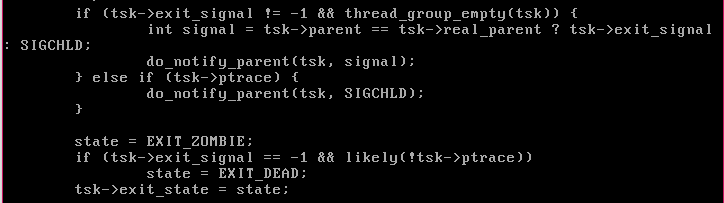 if (tsk->exit_signal != -1 && thread_group_empty(tsk)) {
int signal = tsk->parent == tsk->real_parent ? tsk->exit_signal
: SIGCHLD;
do_notify_parent(tsk, signal);
} else if (tsk->ptrace) {
do_notify_parent(tsk, SIGCHLD);
}
state = EXIT_ZOMBIE;
if (tsk->exit_signal == -1 && likely(!tsk->ptrace))
state = EXIT_DEAD;
tsk->exit_state = state;